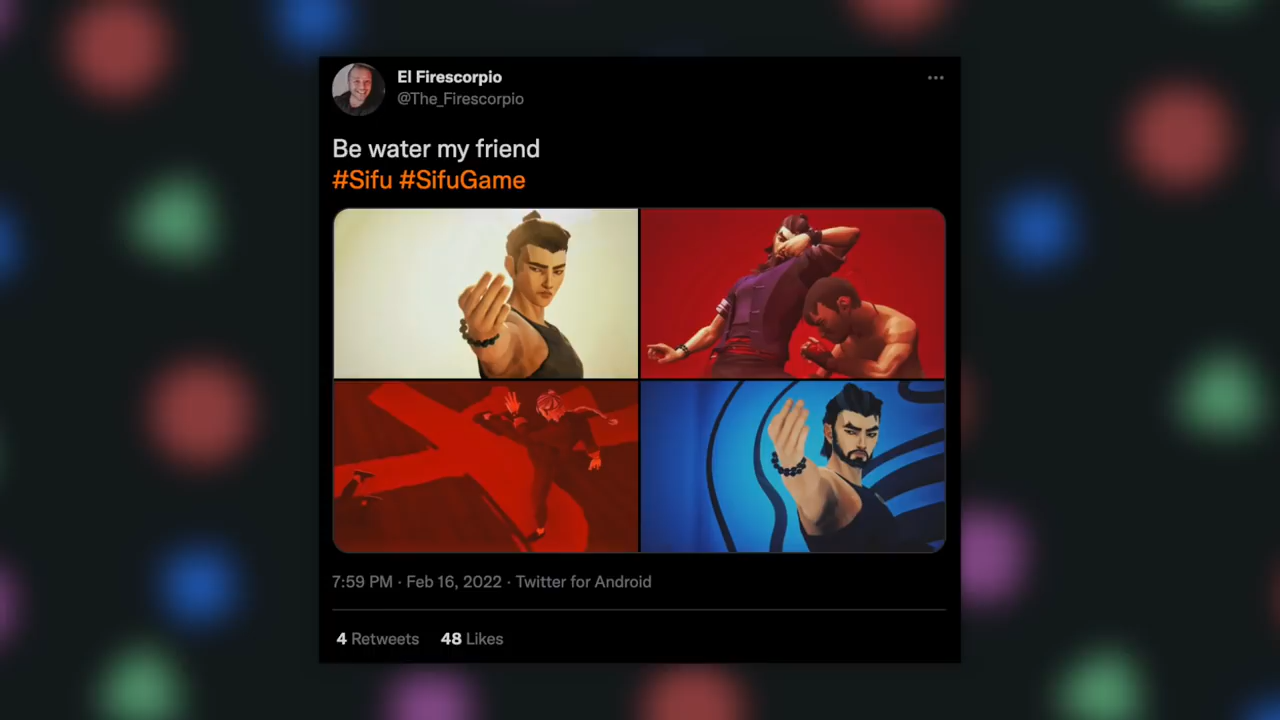 El Firescorpio
@The_Firescorpio
Be water my friend
#Sifu #SifuGame
7:59 PM · Feb 16, 2022 · Twitter for Android
4 Retweets 48 Likes